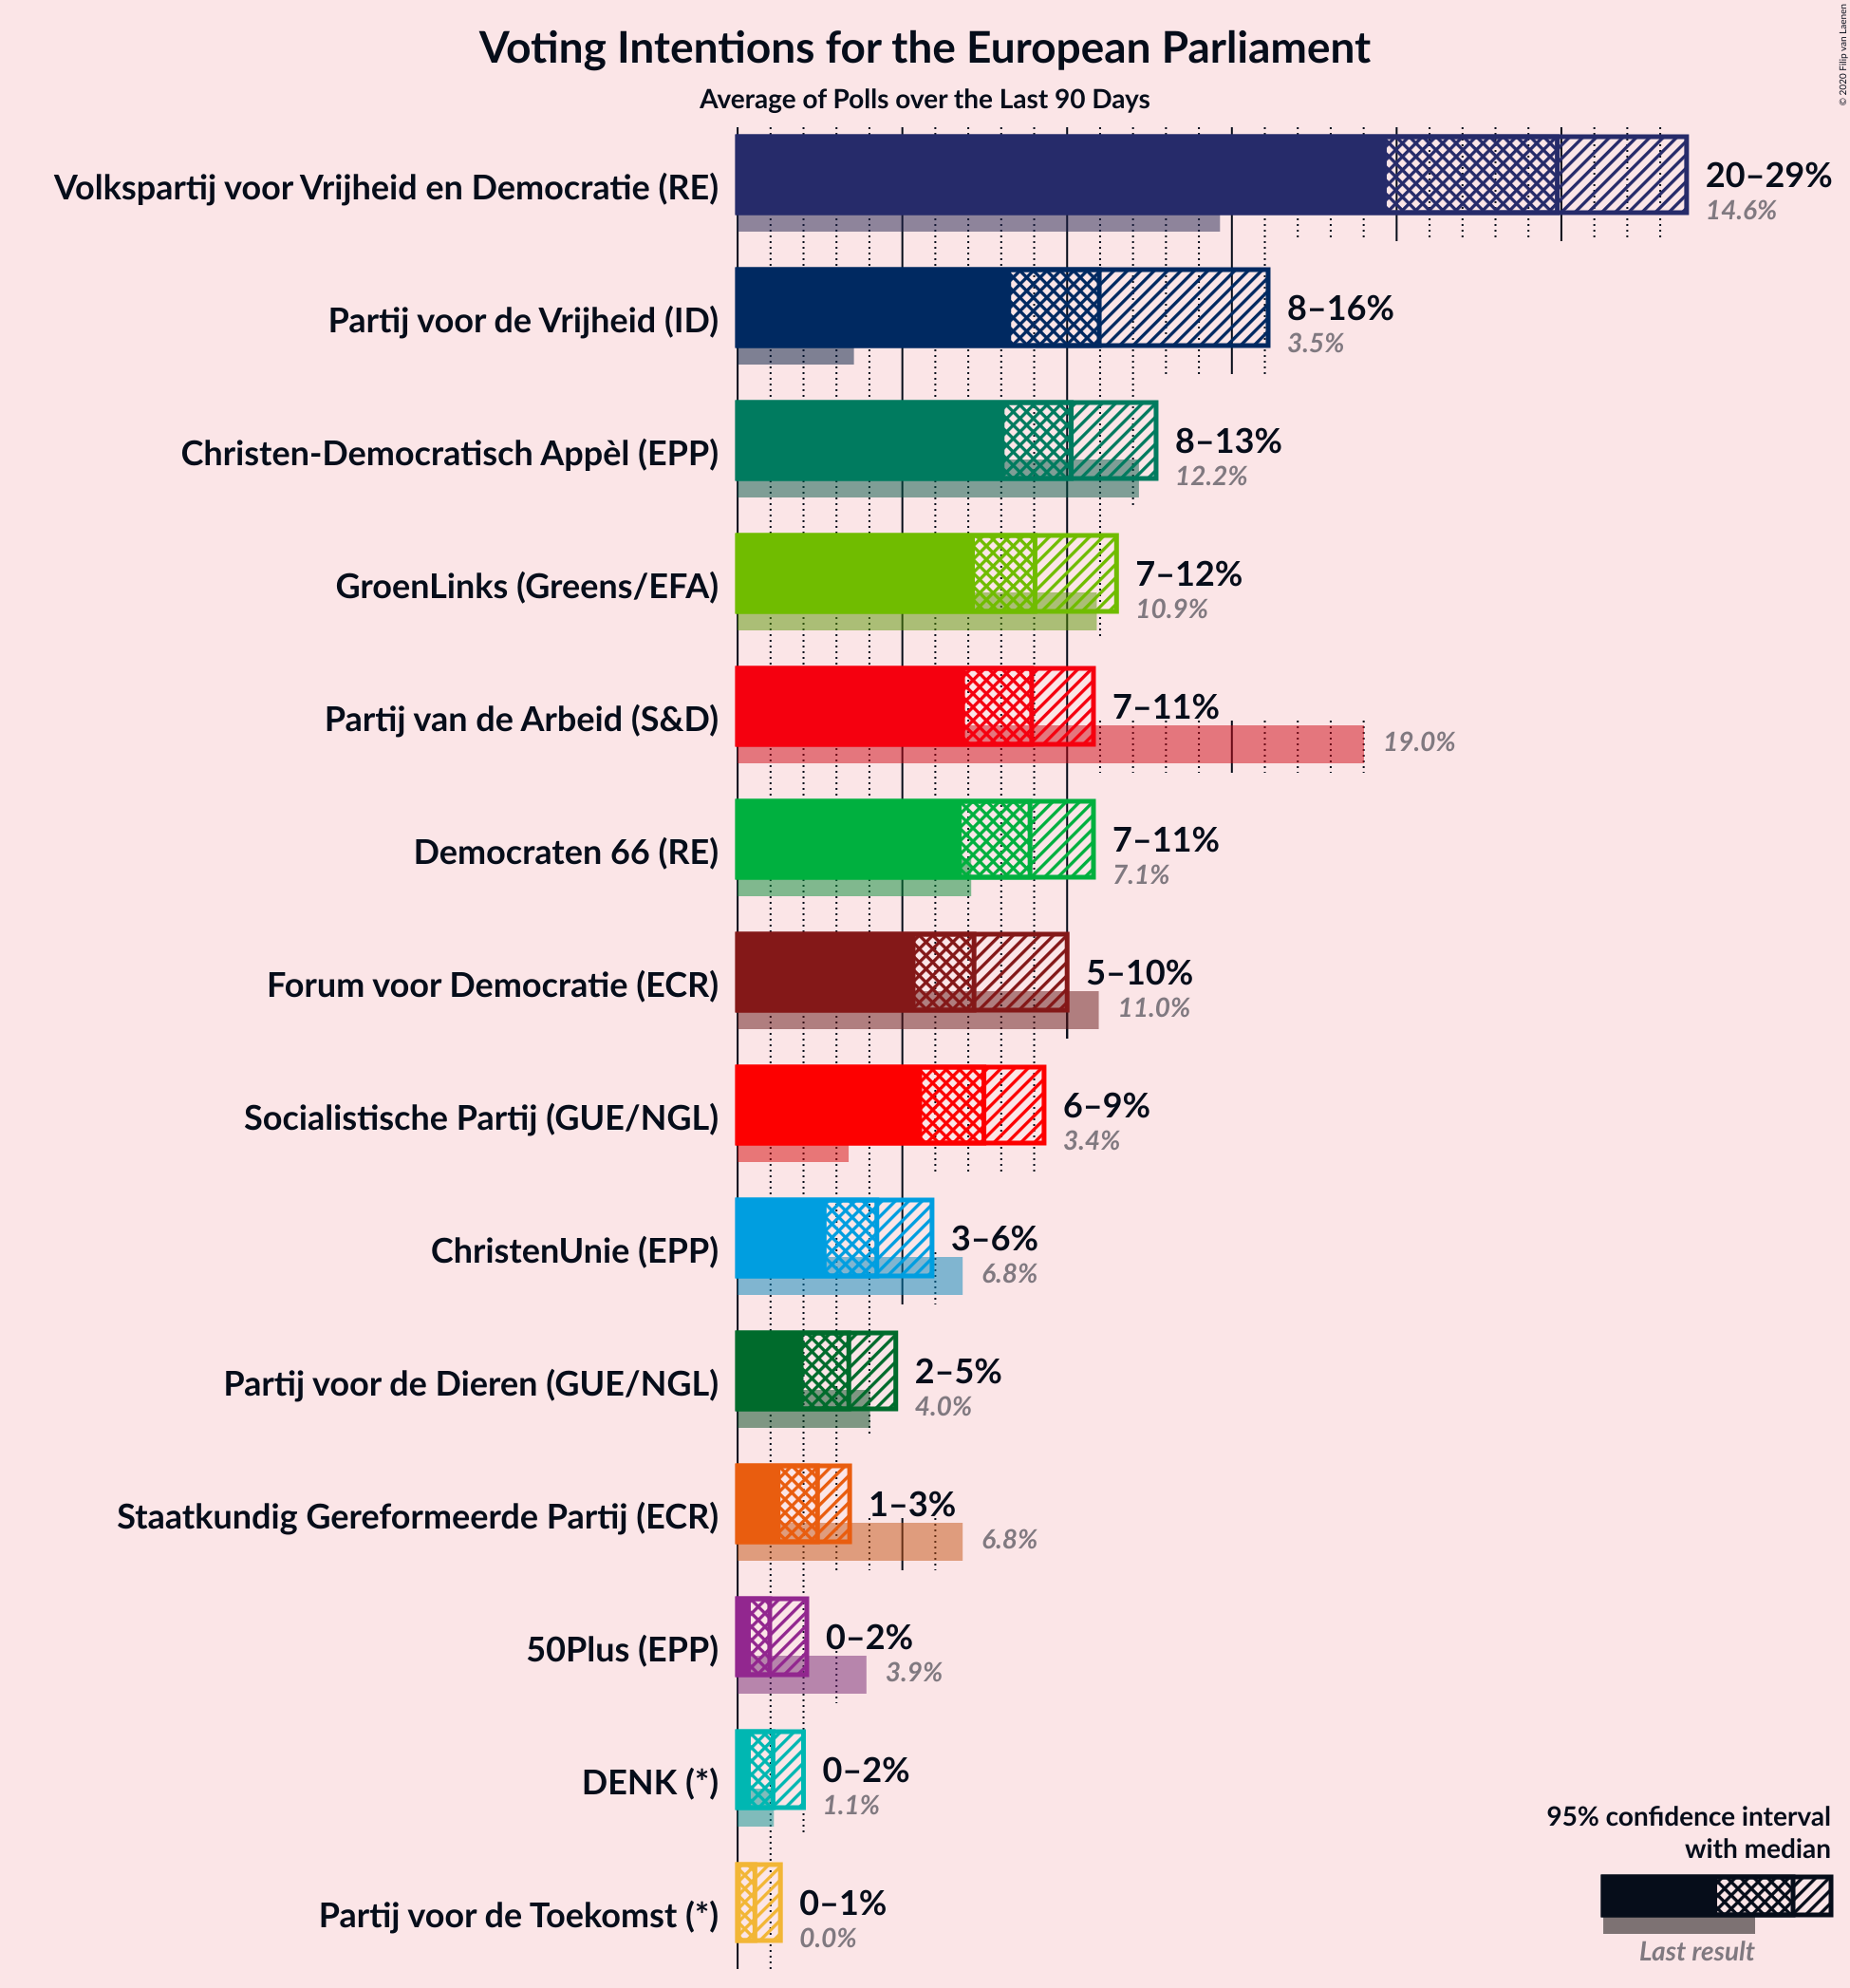 Voting Intentions for the European Parliament
Average of Polls over the Last 90 Days
© 2020 Filip van Laenen
Volkspartij voor Vrijheid en Democratie (RE)
20–29%
14.6%
Partij voor de Vrijheid (ID)
8–16%
3.5%
Christen-Democratisch Appèl (EPP)
8–13%
12.2%
GroenLinks (Greens/EFA)
7–12%
10.9%
Partij van de Arbeid (S&D)
7–11%
19.0%
Democraten 66 (RE)
7–11%
7.1%
Forum voor Democratie (ECR)
5–10%
11.0%
Socialistische Partij (GUE/NGL)
6–9%
3.4%
ChristenUnie (EPP)
3–6%
6.8%
Partij voor de Dieren (GUE/NGL)
2–5%
4.0%
Staatkundig Gereformeerde Partij (ECR)
1–3%
6.8%
50Plus (EPP)
0–2%
3.9%
DENK (*)
0–2%
1.1%
Partij voor de Toekomst (*)
0–1%
0.0%
95% confidence interval
with median
Last result